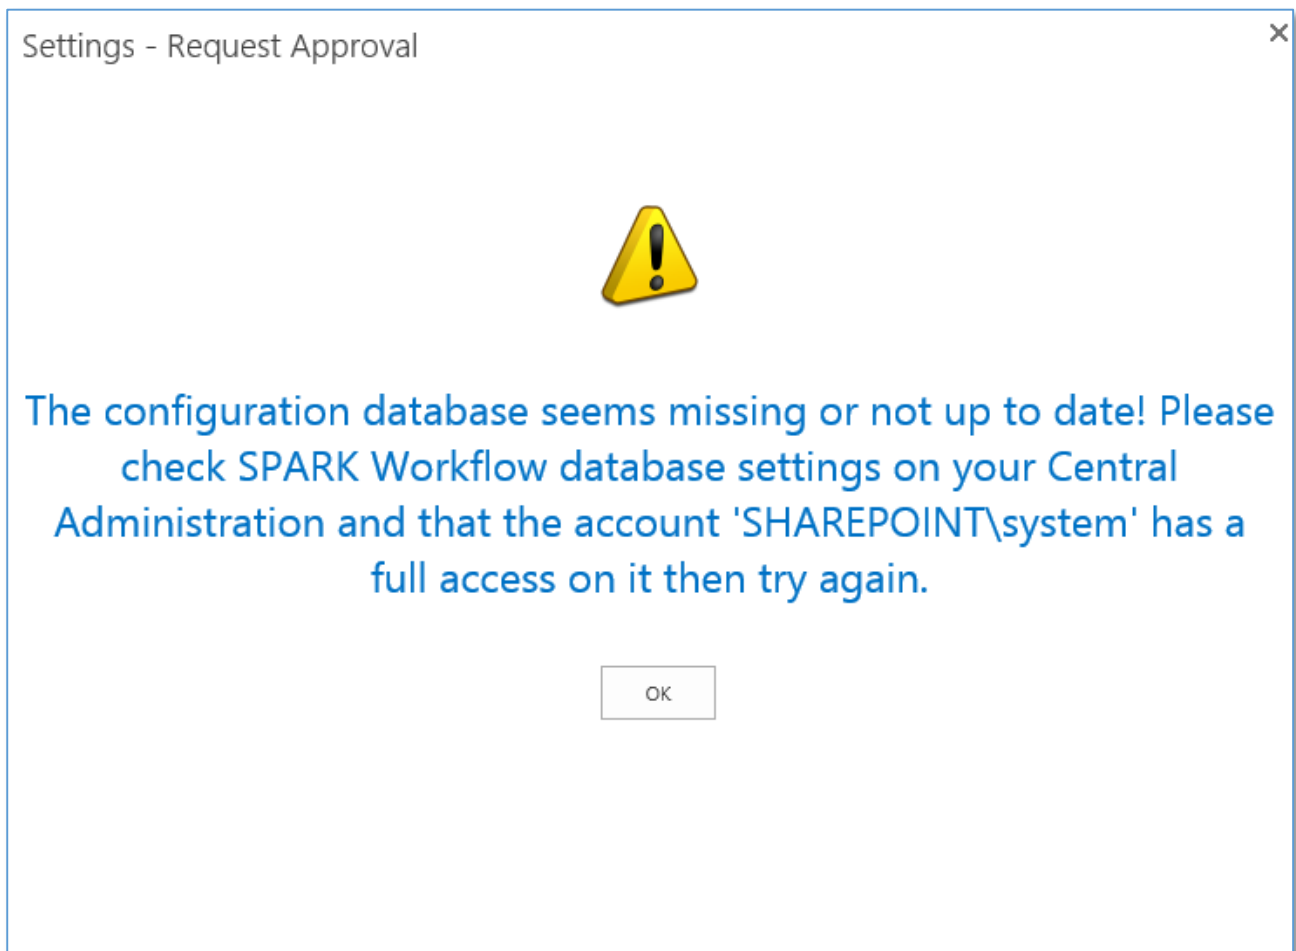 Settings - Request Approval
The configuration database seems missing or not up to date! Please
check SPARK Workflow database settings on your Central
Administration and that the account 'SHAREPOINT\system' has a
full access on it then try again.
OK